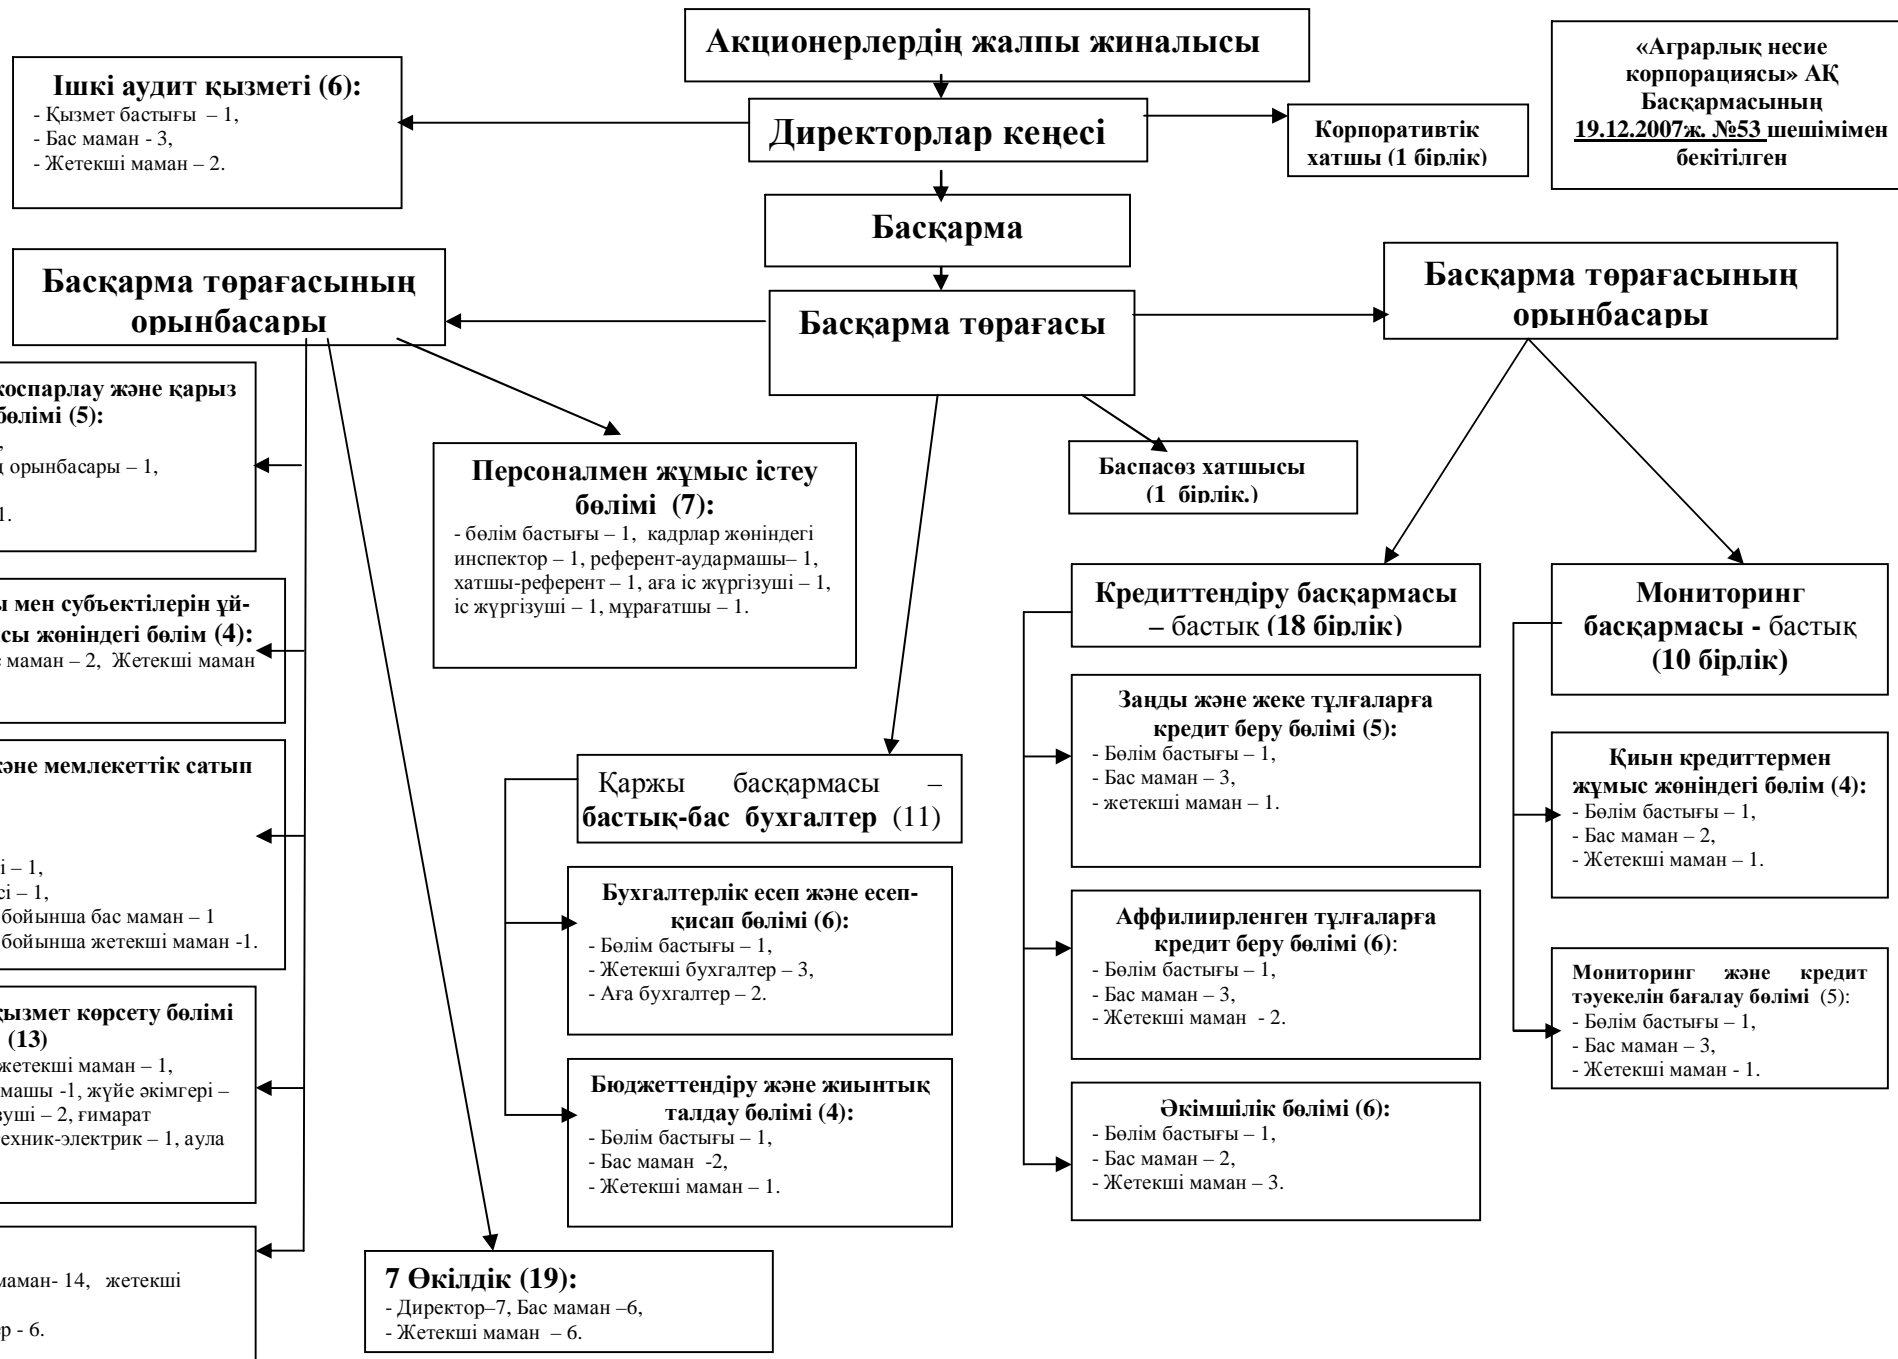 Акционерлердің жалпы жиналысы
Ішкі аудит қызметі (6):
- Қызмет бастығы – 1,
- Бас маман - 3,
- Жетекші маман – 2.
Директорлар кеңесі
Корпоративтік
хатшы (1 бірлік)
«Аграрлық несие
корпорациясы» АҚ
Басқармасының
19.12.2007ж. №53 шешімімен
бекітілген
Басқарма
Басқарма төрағасының
орынбасары
Басқарма төрағасы
Басқарма төрағасының
орынбасары
жоспарлау және қарыз
бөлімі (5):
орынбасары – 1,
1.
Персоналмен жұмыс істеу
бөлімі (7):
- бөлім бастығы – 1, кадрлар жөніндегі
инспектор – 1, референт-аудармашы– 1,
хатшы-референт – 1, аға іс жүргізуші – 1,
іс жүргізуші – 1, мұрағатшы – 1.
Баспасөз хатшысы
(1 бірлік.)
мен субъектілерін ұй-
жөніндегі бөлім (4):
маман – 2, Жетекші маман
және мемлекеттік сатып
– 1,
– 1,
бойынша бас маман – 1
бойынша жетекші маман -1.
қызмет көрсету бөлімі
(13)
жетекші маман – 1,
-1, жүйе әкімгері –
– 2, ғимарат
техник-электрик – 1, аула
маман- 14, жетекші
- 6.
7 Өкілдік (19):
- Директор–7, Бас маман –6,
- Жетекші маман – 6.
Қаржы басқармасы –
бастық-бас бухгалтер (11)
Бухгалтерлік есеп және есеп-
қисап бөлімі (6):
- Бөлім бастығы – 1,
- Жетекші бухгалтер – 3,
- Аға бухгалтер – 2.
Бюджеттендіру және жиынтық
талдау бөлімі (4):
- Бөлім бастығы – 1,
- Бас маман -2,
- Жетекші маман – 1.
Кредиттендіру басқармасы
– бастық (18 бірлік)
Заңды және жеке тұлғаларға
кредит беру бөлімі (5):
- Бөлім бастығы – 1,
- Бас маман – 3,
- жетекші маман – 1.
Аффилиирленген тұлғаларға
кредит беру бөлімі (6):
- Бөлім бастығы – 1,
- Бас маман – 3,
- Жетекші маман - 2.
Әкімшілік бөлімі (6):
- Бөлім бастығы – 1,
- Бас маман – 2,
- Жетекші маман – 3.
Мониторинг
басқармасы - бастық
(10 бірлік)
Қиын кредиттермен
жұмыс жөніндегі бөлім (4):
- Бөлім бастығы – 1,
- Бас маман – 2,
- Жетекші маман – 1.
Мониторинг және кредит
тәуекелін бағалау бөлімі (5):
- Бөлім бастығы – 1,
- Бас маман – 3,
- Жетекші маман - 1.